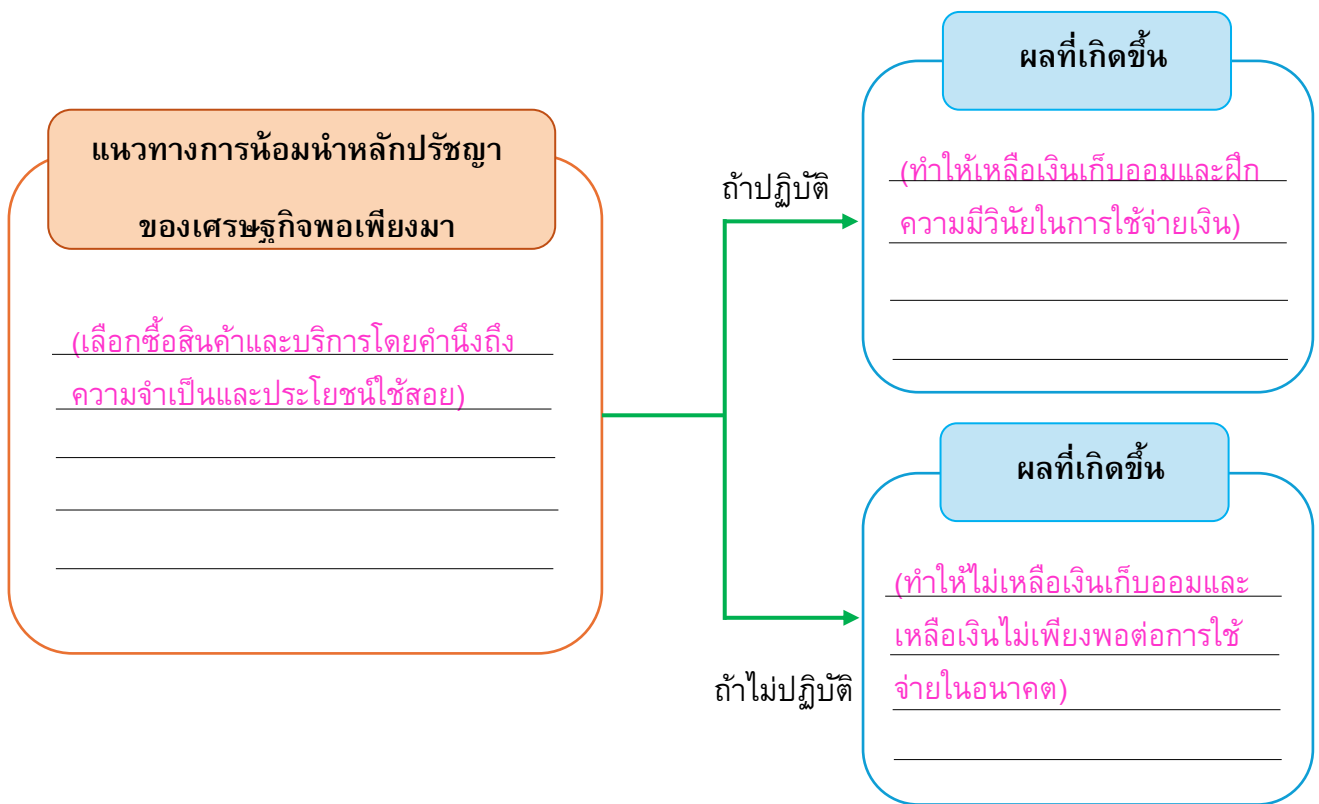 แนวทางการน้อมนำหลักปรัชญา
ของเศรษฐกิจพอเพียงมา
(เลือกซื้อสินค้าและบริการโดยคำนึงถึง
ความจำเป็นและประโยชน์ใช้สอย)
ถ้าปฏิบัติ
ผลที่เกิดขึ้น
(ทำให้เหลือเงินเก็บออมและฝึก
ความมีวินัยในการใช้จ่ายเงิน)
ถ้าไม่ปฏิบัติ
ผลที่เกิดขึ้น
(ทำให้ไม่เหลือเงินเก็บออมและ
เหลือเงินไม่เพียงพอต่อการใช้
จ่ายในอนาคต)